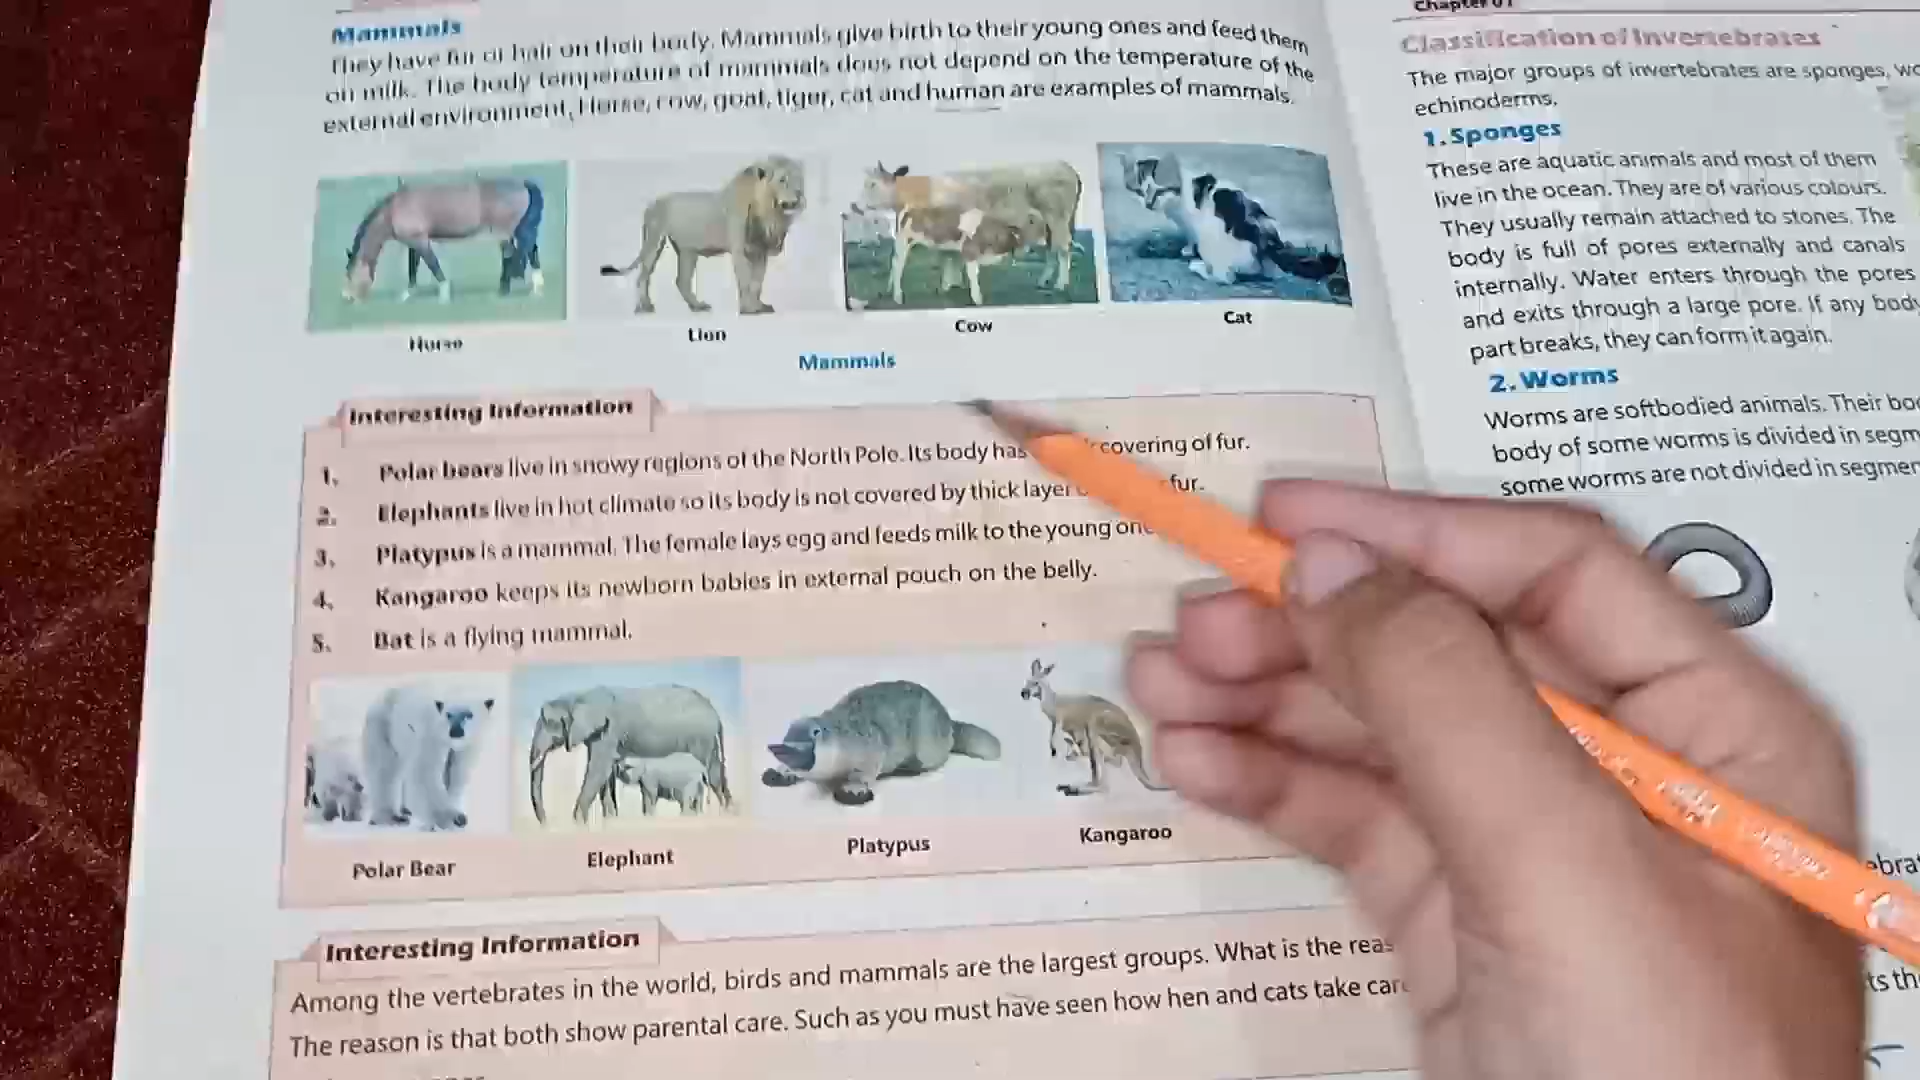 Mammals
They have fur or hair on their body. Mammals give birth to their young ones and feed them
on milk. The body temperature of mammals does not depend on the temperature of the
external environment, Horse, cow, goat, tiger, cat and human are examples of mammals.
Horse
Lion
Cow
Cat
Mammals
Interesting Information
1. Polar bears live in snowy regions of the North Pole. Its body has covering of fur.
2. Elephants live in hot climate so its body is not covered by thick layer fur.
3. Platypus is a mammal. The female lays egg and feeds milk to the young
4. Kangaroo keeps its newborn babies in external pouch on the belly.
5. Bat is a flying mammal.
Polar Bear
Elephant
Platypus
Kangaroo
Interesting Information
Among the vertebrates in the world, birds and mammals are the largest groups. What is the
The reason is that both show parental care. Such as you must have seen how hen and cats take
Chapter 01
Classification of Invertebrates
The major groups of invertebrates are sponges,
echinoderms.
1. Sponges
These are aquatic animals and most of them
live in the ocean. They are of various colours.
They usually remain attached to stones. The
body is full of pores externally and canals
internally. Water enters through the pores
and exits through a large pore. If any body
part breaks, they can form it again.
2. Worms
Worms are softbodied animals. Their
body of some worms is divided in
some worms are not divided in